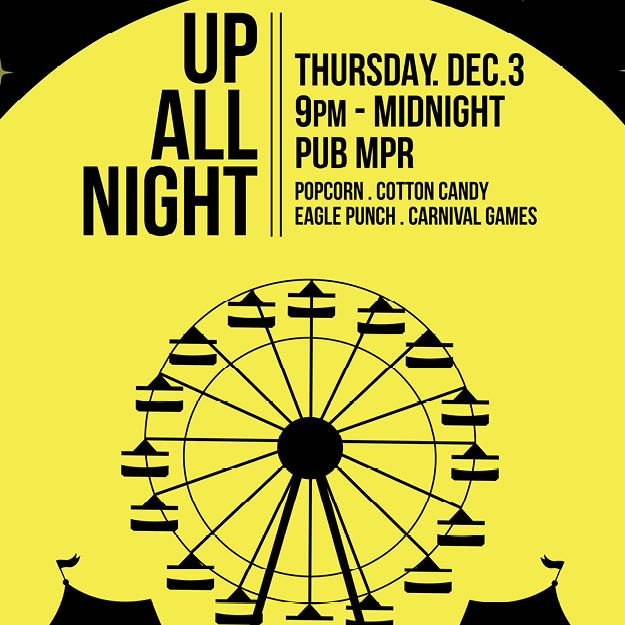 UP
ALL
NIGHT
THURSDAY. DEC.3
9PM - MIDNIGHT
PUB MPR
POPCORN . COTTON CANDY
EAGLE PUNCH . CARNIVAL GAMES